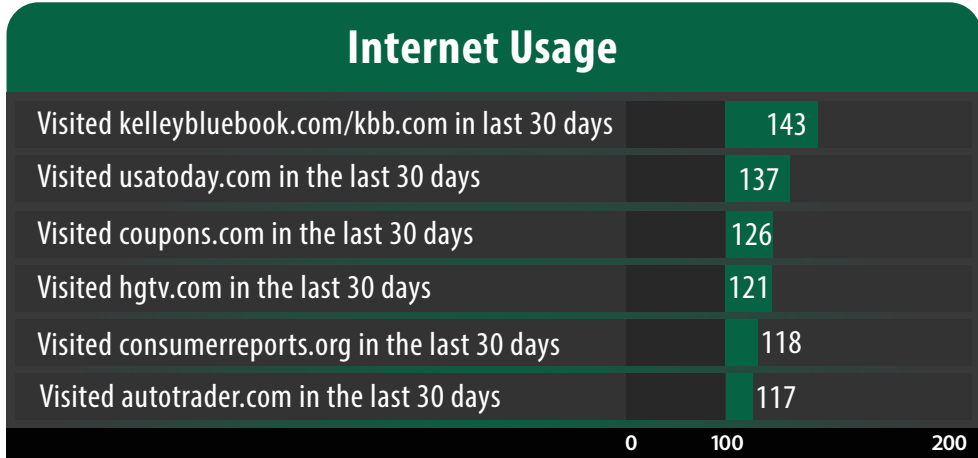 Internet Usage
Visited kelleybluebook.com/kbb.com in last 30 days 143
Visited usatoday.com in the last 30 days 137
Visited coupons.com in the last 30 days 126
Visited hgtv.com in the last 30 days 121
Visited consumerreports.org in the last 30 days 118
Visited autotrader.com in the last 30 days 117
0 100 200